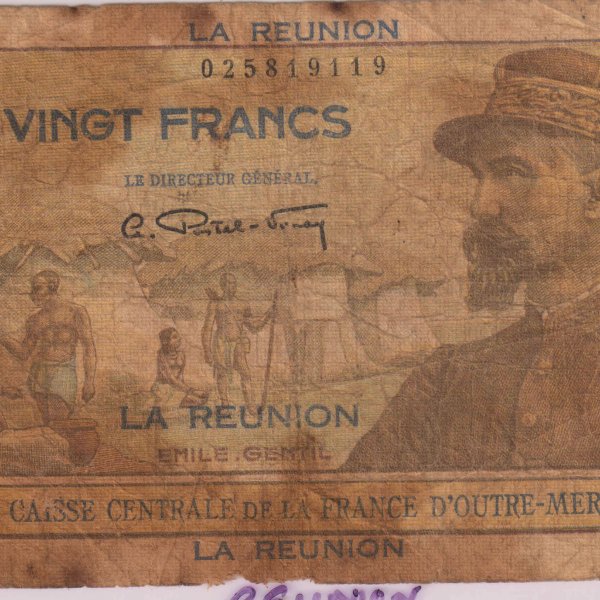 LA REUNION
025819119
VINGT FRANCS
LE DIRECTEUR GÉNÉRAL,
LA REUNION
EMILE.GENTIL
CAISSE CENTRALE DE LA FRANCE D'OUTRE-MER
LA REUNION